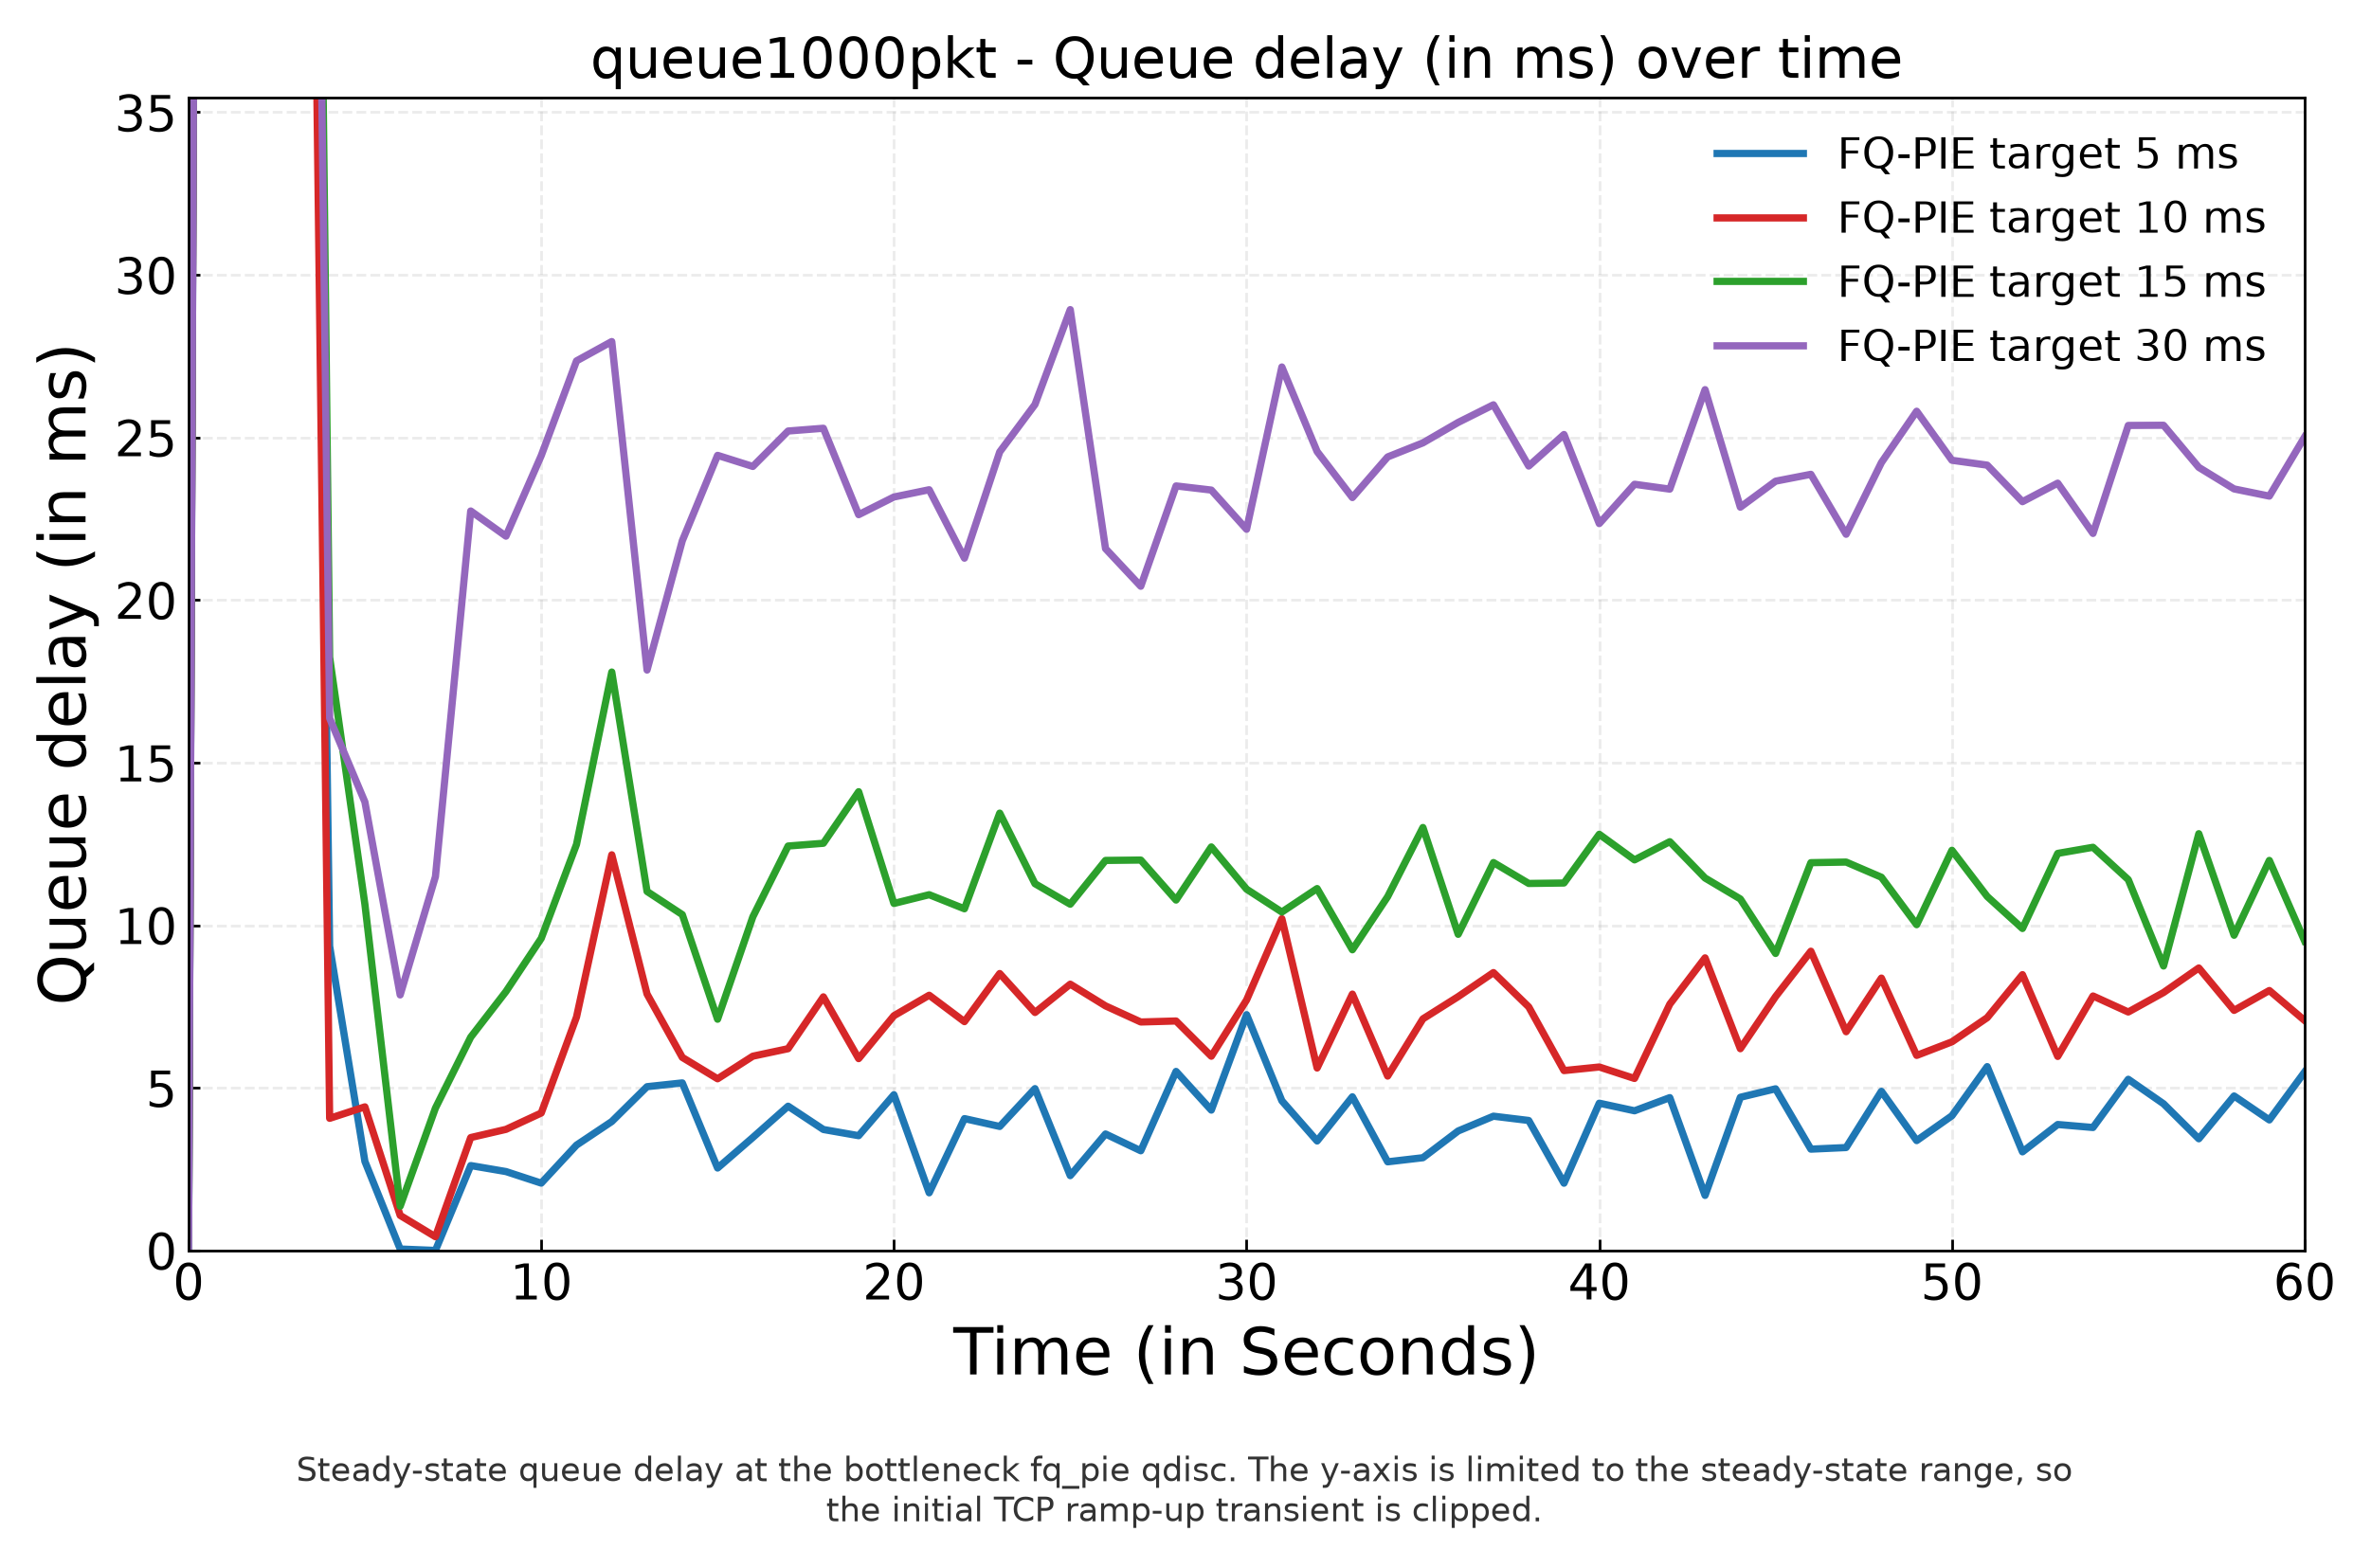 queue1000pkt - Queue delay (in ms) over time
Queue delay (in ms)
35
30
25
20
15
10
5
0
FQ-PIE target 5 ms
FQ-PIE target 10 ms
FQ-PIE target 15 ms
FQ-PIE target 30 ms
0 10 20 30 40 50 60
Time (in Seconds)
Steady-state queue delay at the bottleneck fq_pie qdisc. The y-axis is limited to the steady-state range, so
the initial TCP ramp-up transient is clipped.